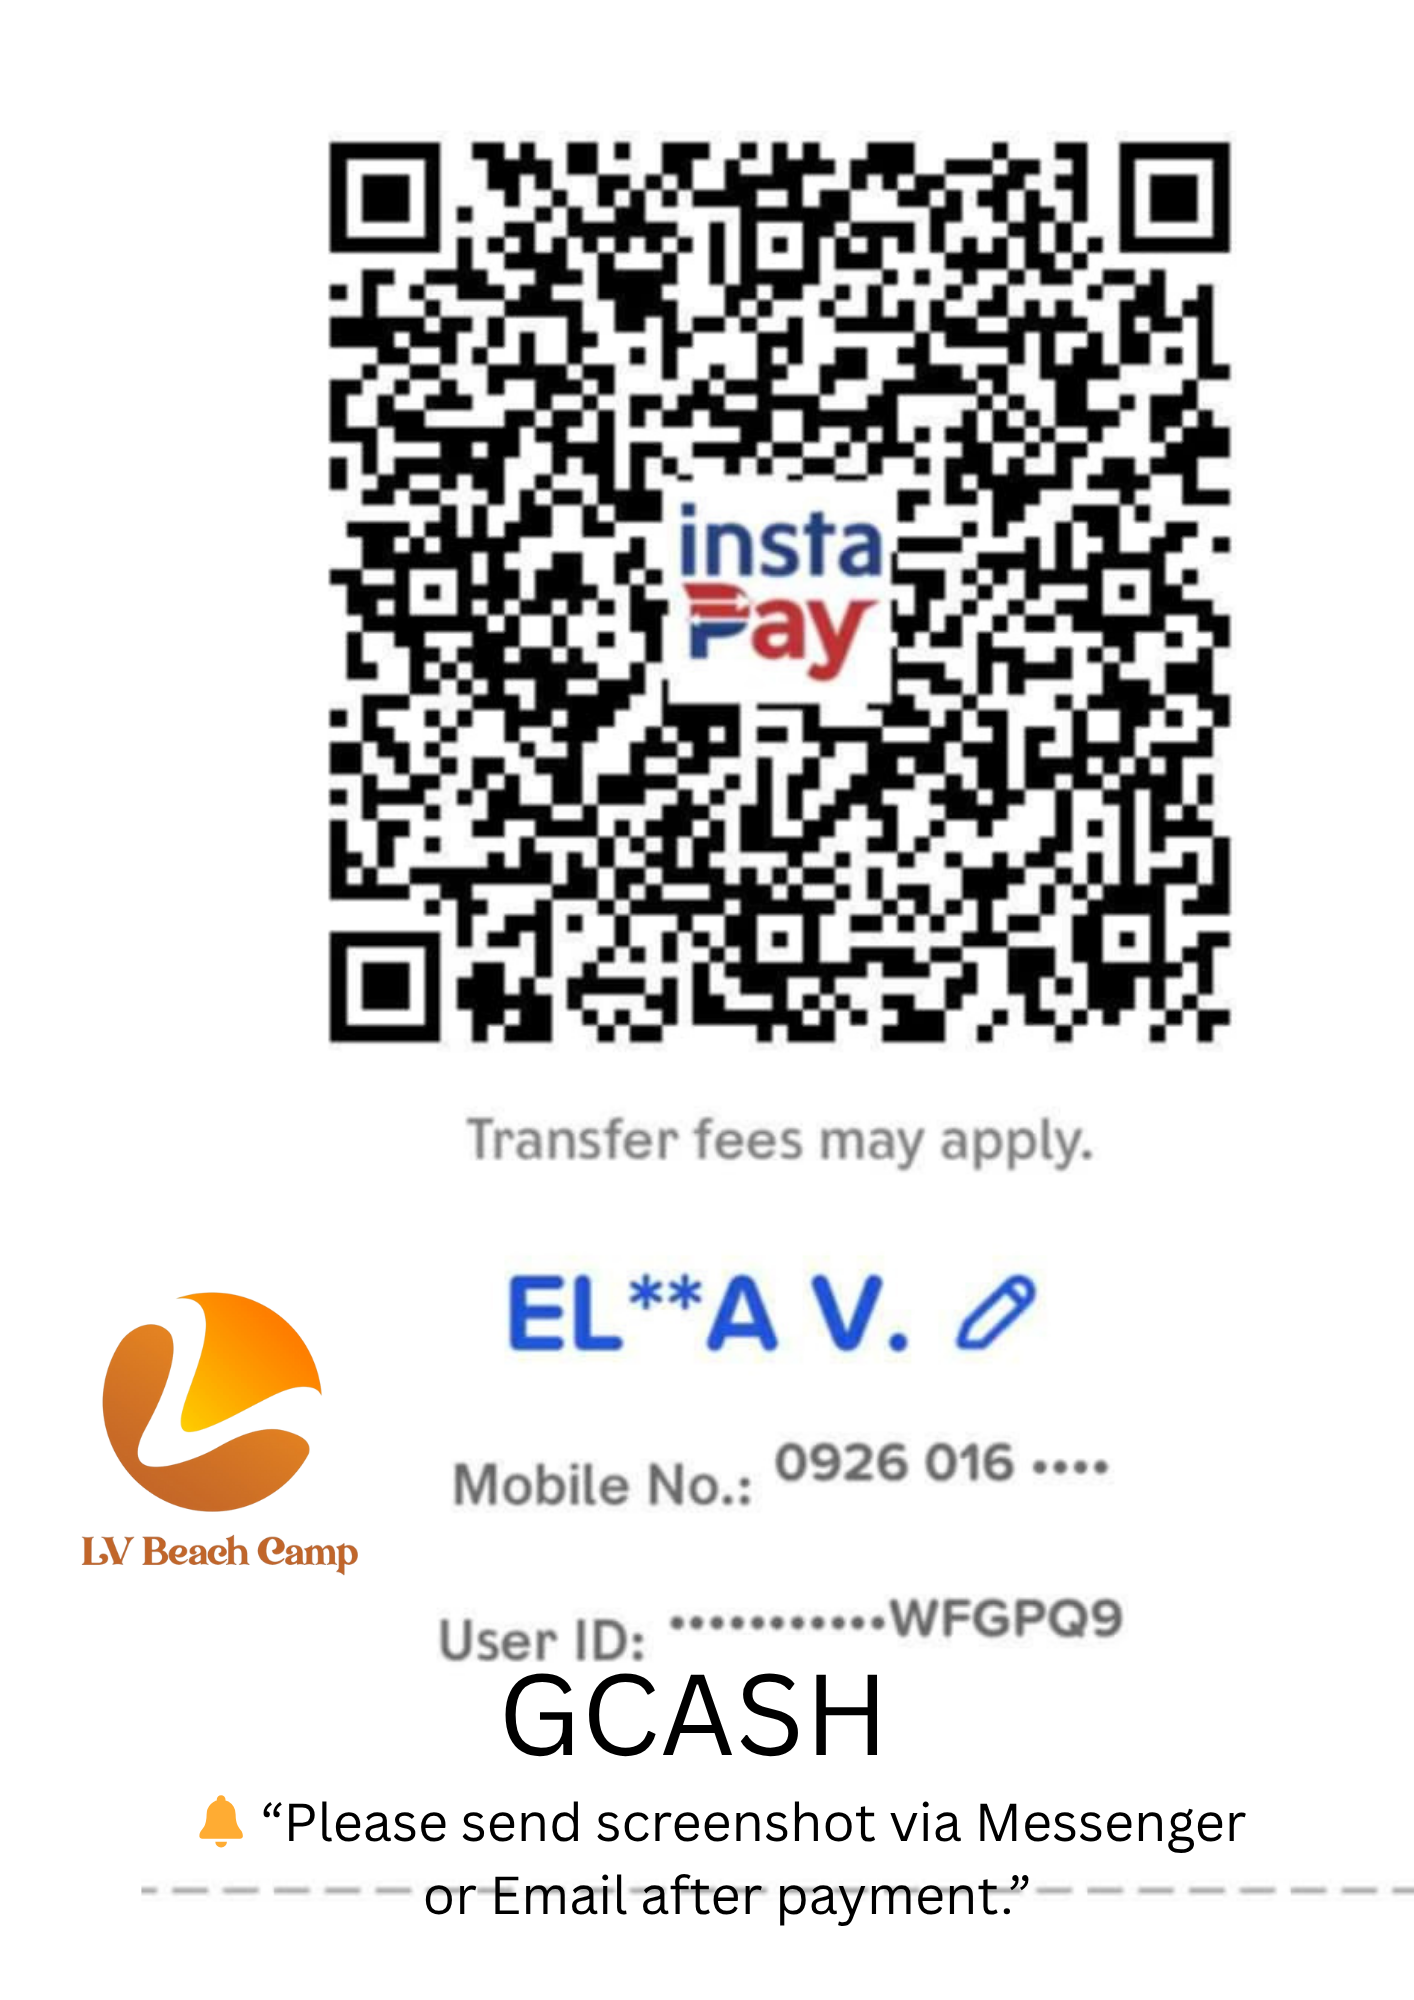 insta
Pay
Transfer fees may apply.
EL**A V.
Mobile No.: 0926 016 ••••
LV Beach Camp
User ID: •••••••••••WFGPQ9
GCASH
“Please send screenshot via Messenger
or Email after payment.”